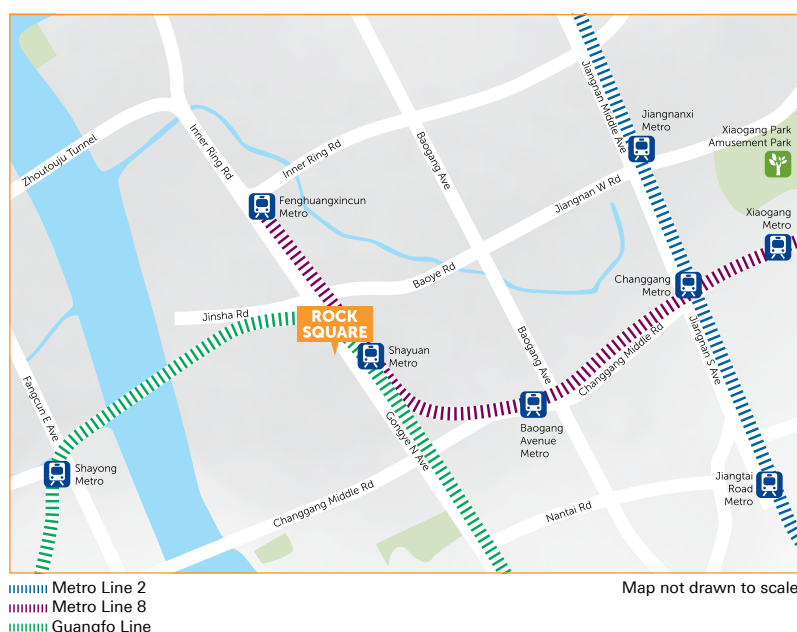 Zhoutouju Tunnel
Inner Ring Rd
Inner Ring Rd
Baogang Ave
Jiangnan Middle Ave
Jiangnanxi
Metro
Xiaogang Park
Amusement Park
Fenghuangxincun
Metro
Jiangnan W Rd
Xiaogang
Metro
Baoye Rd
Changgang
Metro
Jinsha Rd
ROCK
SQUARE
Shayuan
Metro
Baogang Ave
Changgang Middle Rd
Jiangnan S Ave
Fangcun E Ave
Gongye N Ave
Baogang
Avenue
Metro
Shayong
Metro
Jiangtai
Road
Metro
Changgang Middle Rd
Nantai Rd
Metro Line 2
Map not drawn to scale
Metro Line 8
Guangfo Line